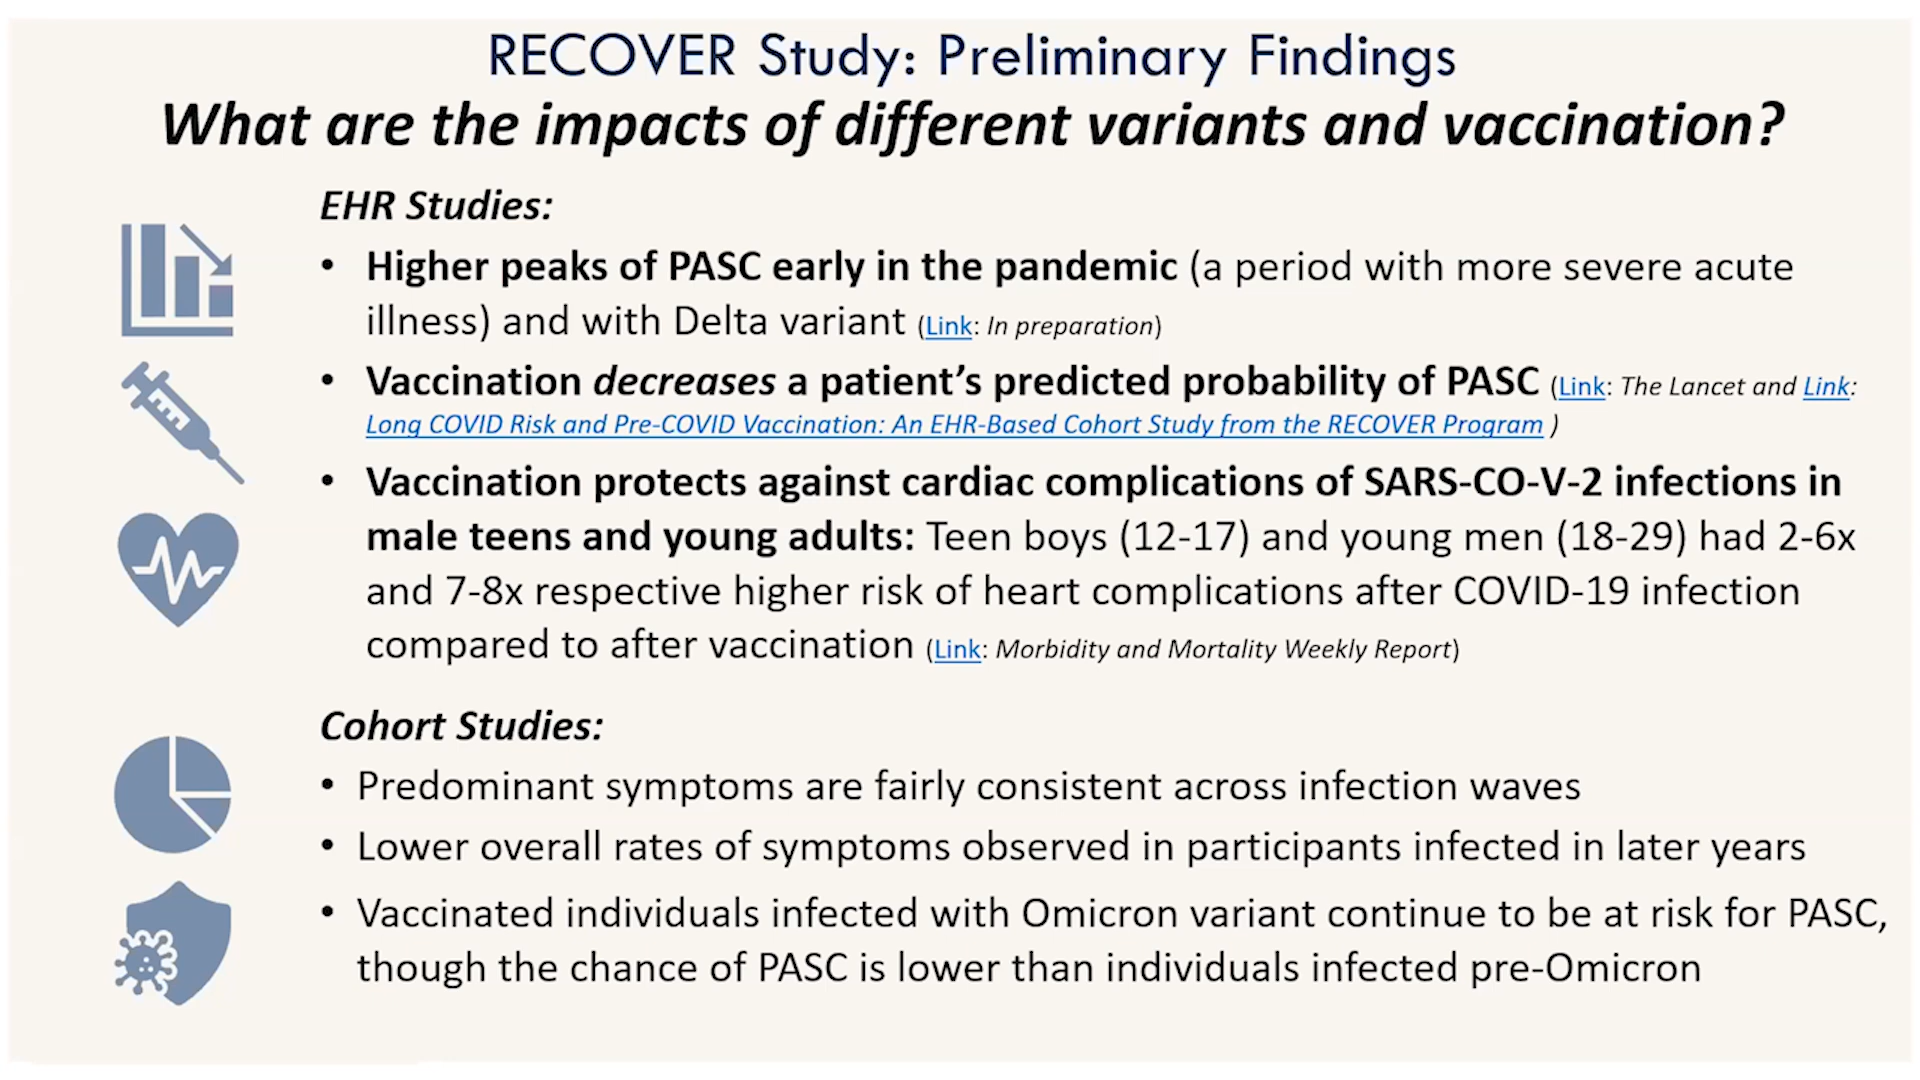 RECOVER Study: Preliminary Findings
What are the impacts of different variants and vaccination?
EHR Studies:
• Higher peaks of PASC early in the pandemic (a period with more severe acute
illness) and with Delta variant (Link: In preparation)
• Vaccination decreases a patient’s predicted probability of PASC (Link: The Lancet and Link:
Long COVID Risk and Pre-COVID Vaccination: An EHR-Based Cohort Study from the RECOVER Program )
• Vaccination protects against cardiac complications of SARS-CO-V-2 infections in
male teens and young adults: Teen boys (12-17) and young men (18-29) had 2-6x
and 7-8x respective higher risk of heart complications after COVID-19 infection
compared to after vaccination (Link: Morbidity and Mortality Weekly Report)
Cohort Studies:
• Predominant symptoms are fairly consistent across infection waves
• Lower overall rates of symptoms observed in participants infected in later years
• Vaccinated individuals infected with Omicron variant continue to be at risk for PASC,
though the chance of PASC is lower than individuals infected pre-Omicron